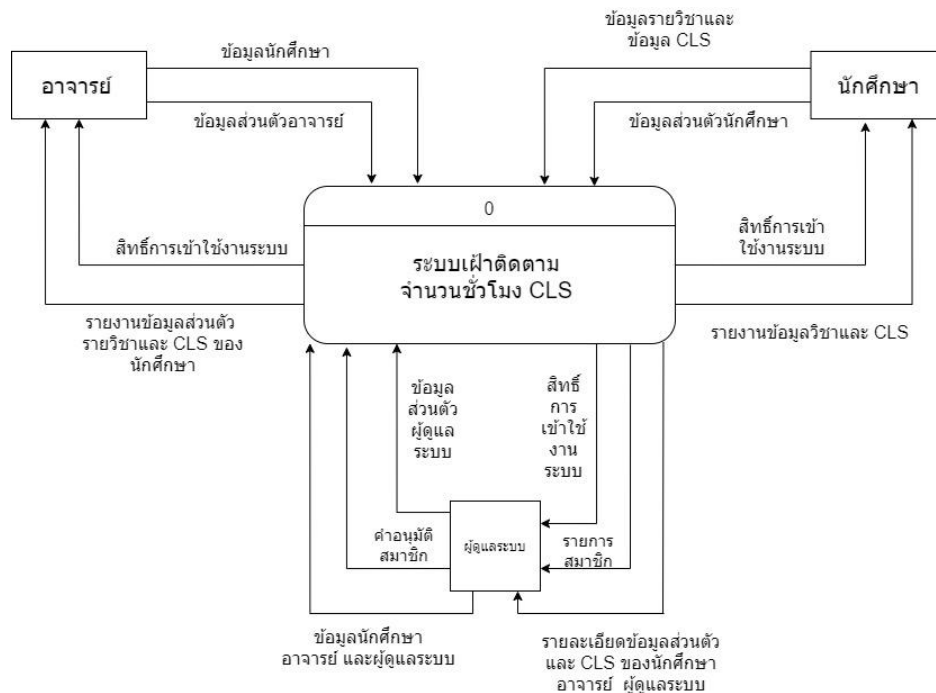 ข้อมูลรายวิชาและ
ข้อมูล CLS
ข้อมูลนักศึกษา
อาจารย์
นักศึกษา
ข้อมูลส่วนตัวอาจารย์
ข้อมูลส่วนตัวนักศึกษา
0
สิทธิ์การเข้าใช้งานระบบ
ระบบเฝ้าติดตาม
จำนวนชั่วโมง CLS
สิทธิ์การเข้า
ใช้งานระบบ
รายงานข้อมูลส่วนตัว
รายวิชาและ CLS ของ
นักศึกษา
รายงานข้อมูลวิชาและ CLS
ข้อมูล
ส่วนตัว
ผู้ดูแล
ระบบ
สิทธิ์
การ
เข้าใช้
งาน
ระบบ
คำอนุมัติ
สมาชิก
ผู้ดูแลระบบ
รายการ
สมาชิก
ข้อมูลนักศึกษา
อาจารย์ และผู้ดูแลระบบ
รายละเอียดข้อมูลส่วนตัว
และ CLS ของนักศึกษา
อาจารย์ ผู้ดูแลระบบ